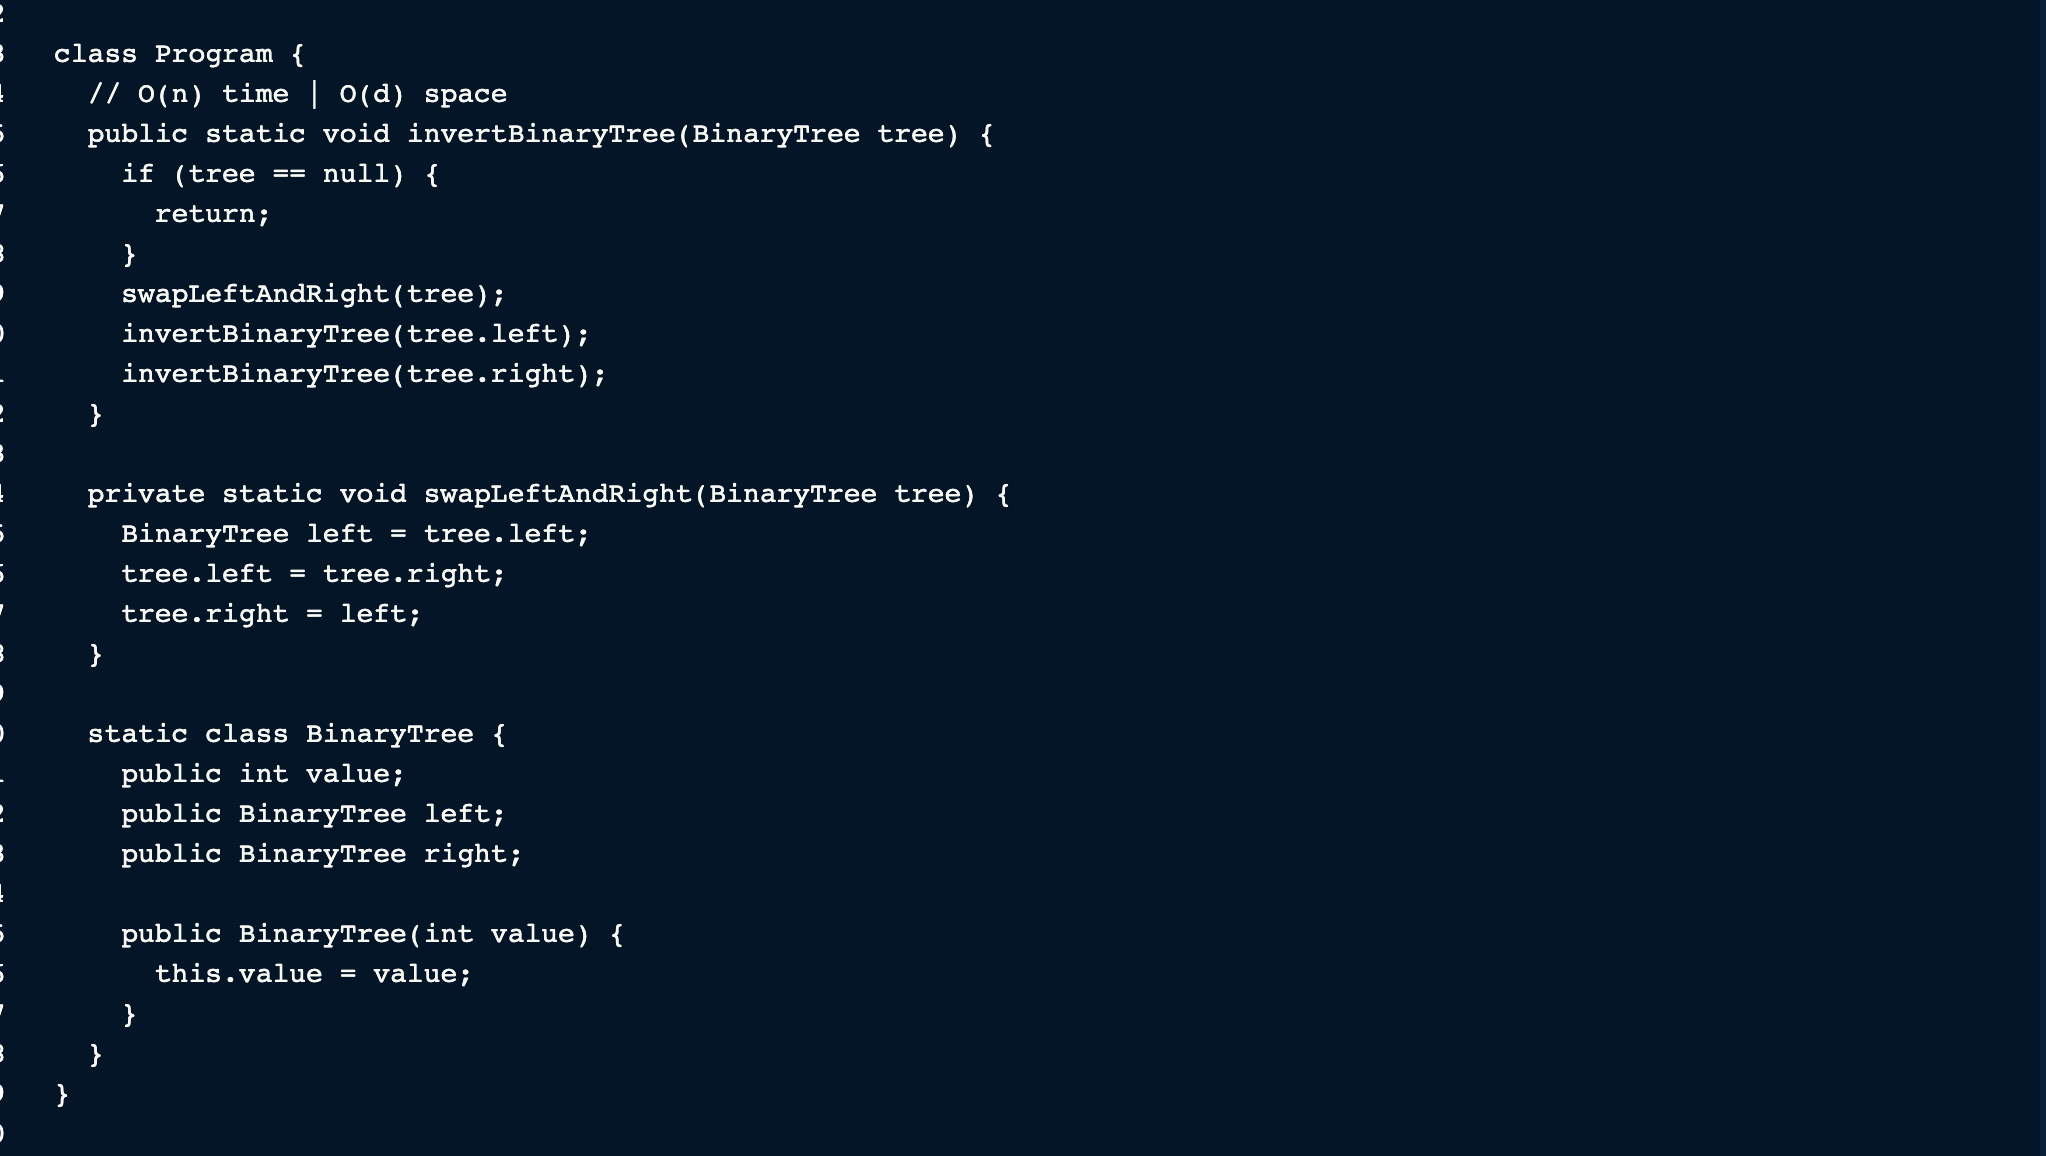 class Program {
// O(n) time | O(d) space
public static void invertBinaryTree(BinaryTree tree) {
if (tree == null) {
return;
}
swapLeftAndRight(tree);
invertBinaryTree(tree.left);
invertBinaryTree(tree.right);
}
private static void swapLeftAndRight(BinaryTree tree) {
BinaryTree left = tree.left;
tree.left = tree.right;
tree.right = left;
}
static class BinaryTree {
public int value;
public BinaryTree left;
public BinaryTree right;
public BinaryTree(int value) {
this.value = value;
}
}
}